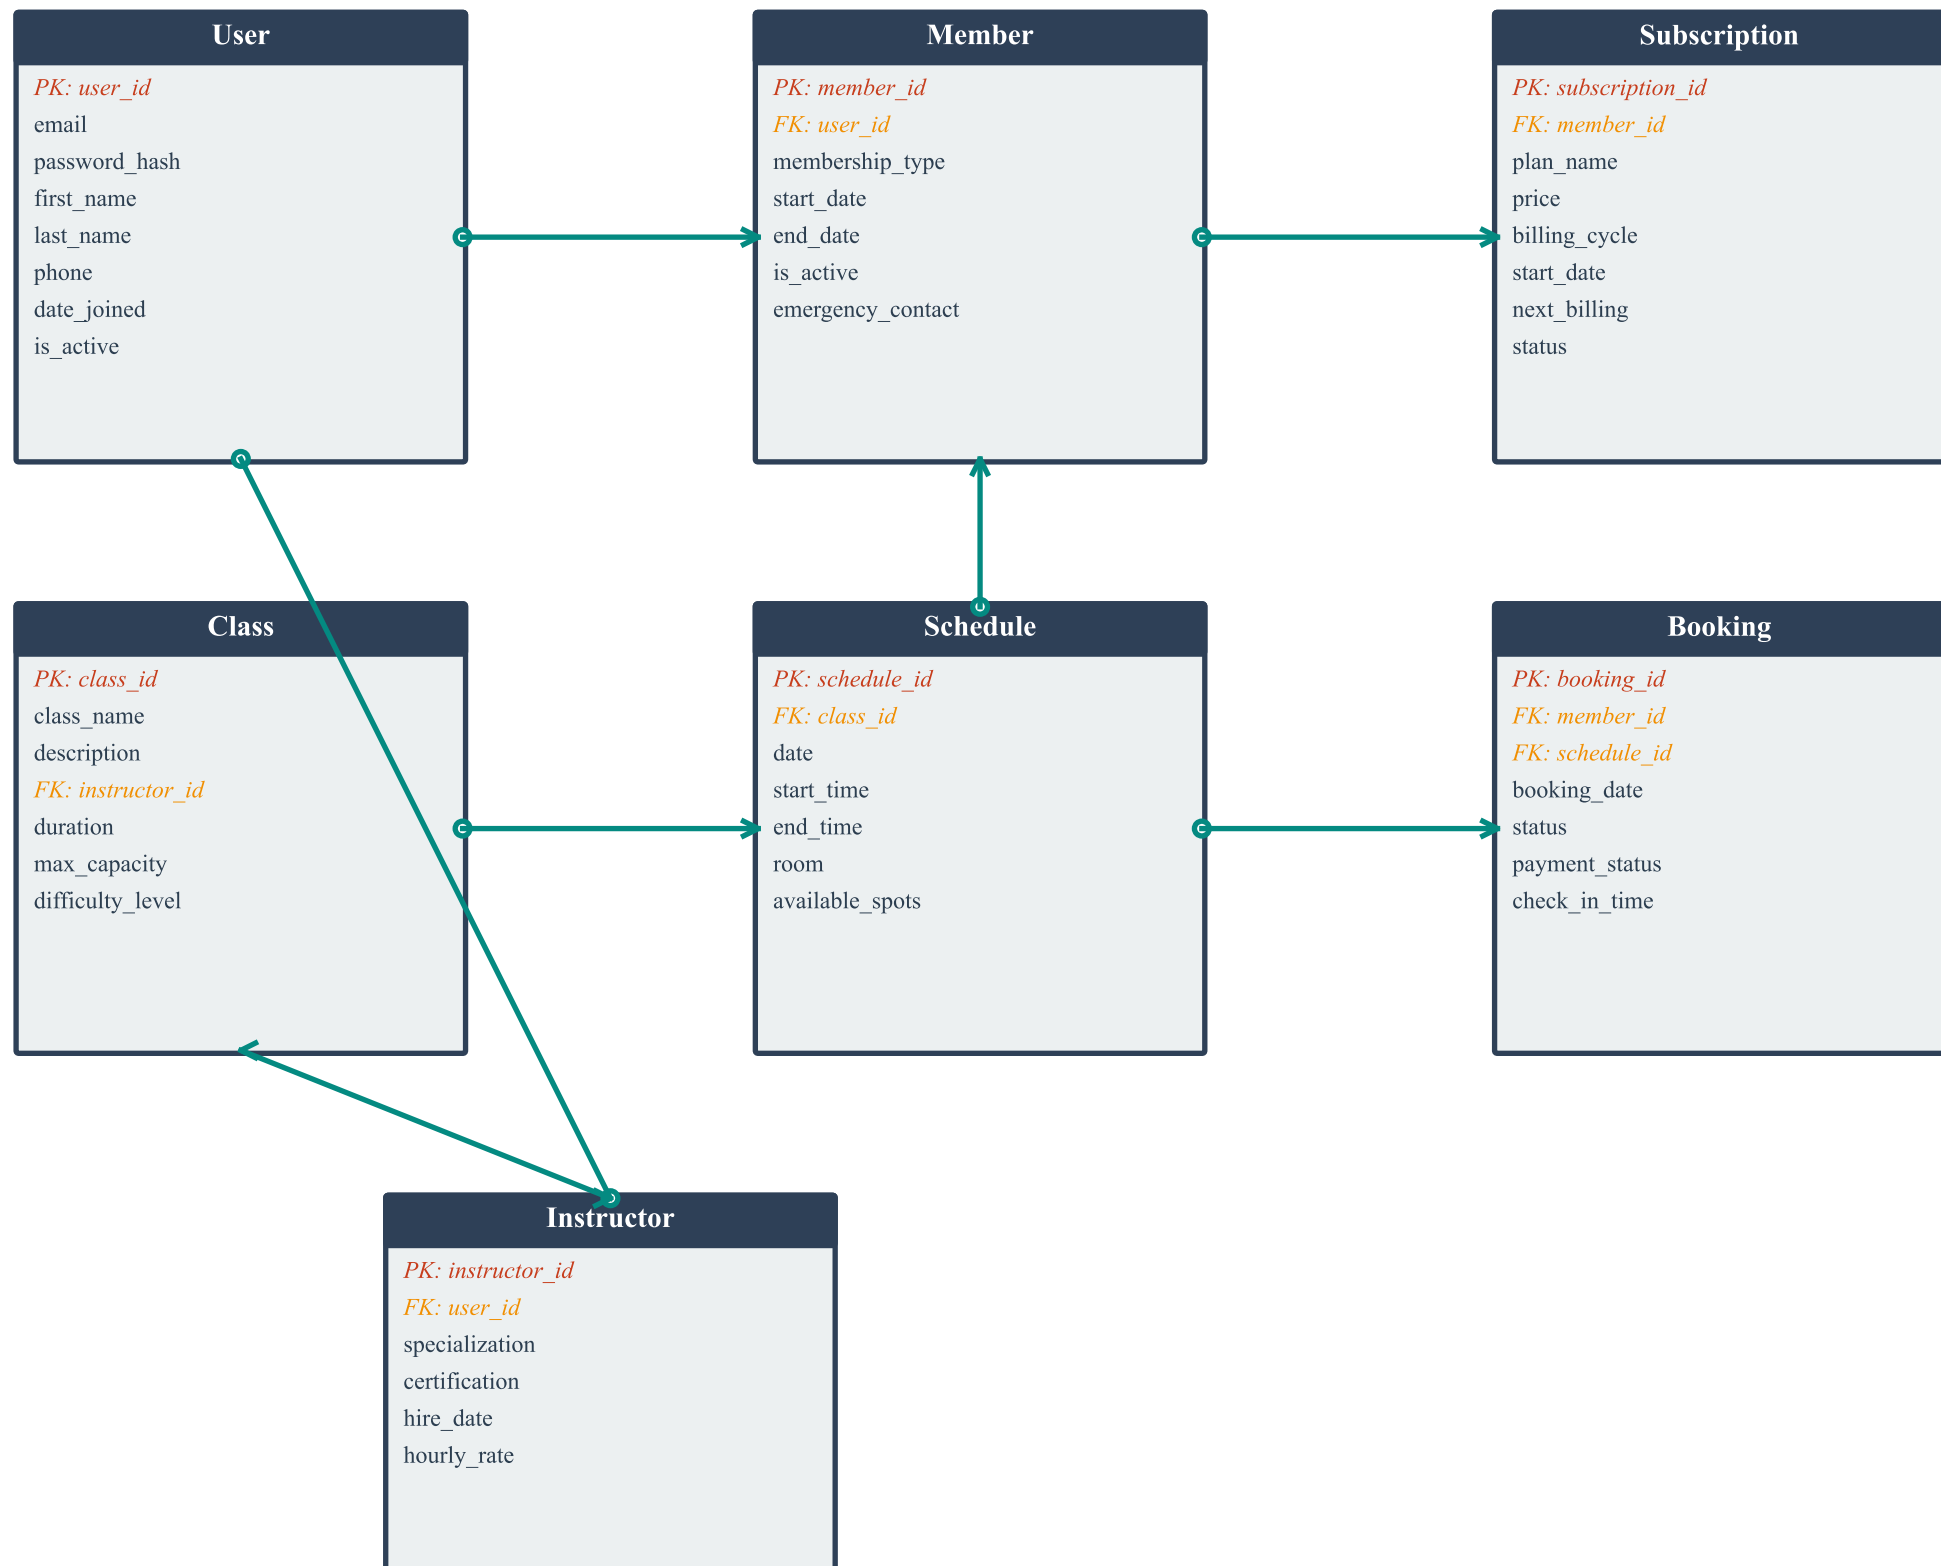 User
PK: user_id
email
password_hash
first_name
last_name
phone
date_joined
is_active
Member
PK: member_id
FK: user_id
membership_type
start_date
end_date
is_active
emergency_contact
Subscription
PK: subscription_id
FK: member_id
plan_name
price
billing_cycle
start_date
next_billing
status
Class
PK: class_id
class_name
description
FK: instructor_id
duration
max_capacity
difficulty_level
Schedule
PK: schedule_id
FK: class_id
date
start_time
end_time
room
available_spots
Booking
PK: booking_id
FK: member_id
FK: schedule_id
booking_date
status
payment_status
check_in_time
Instructor
PK: instructor_id
FK: user_id
specialization
certification
hire_date
hourly_rate